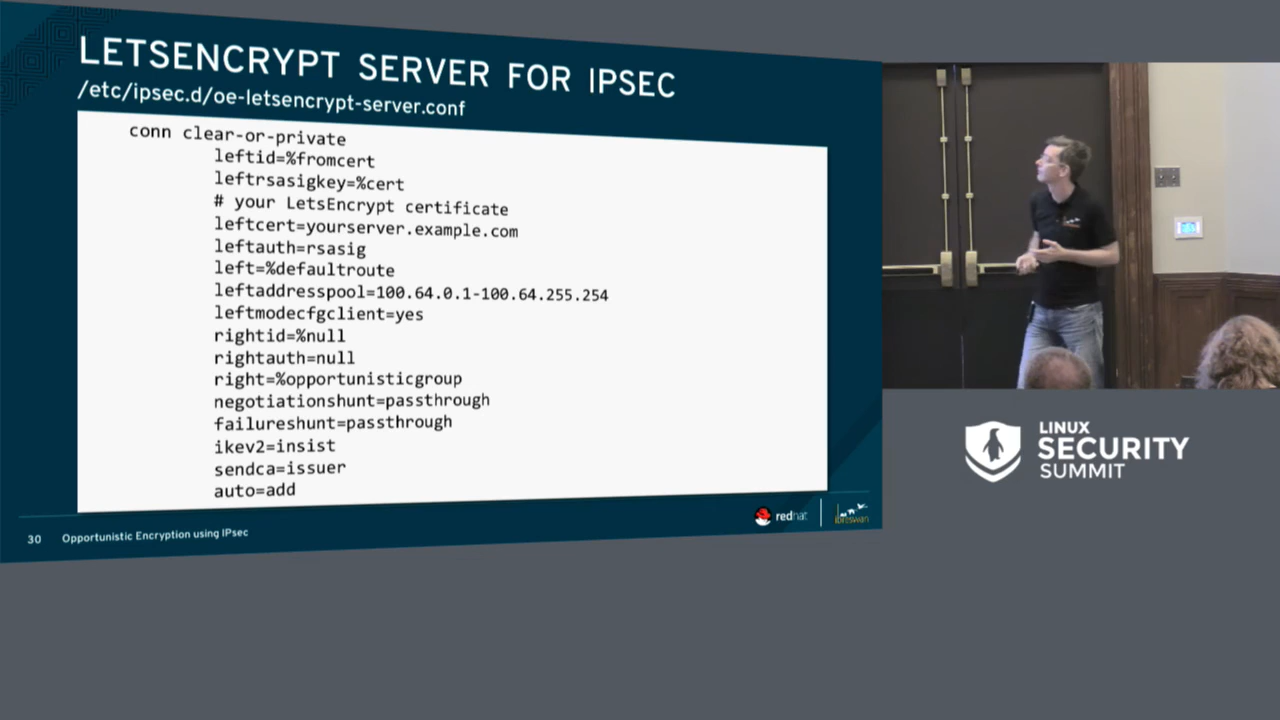 LETSENCRYPT SERVER FOR IPSEC
/etc/ipsec.d/oe-letsencrypt-server.conf
conn clear-or-private
leftid=%fromcert
leftrsasigkey=%cert
# your LetsEncrypt certificate
leftcert=yourserver.example.com
leftauth=rsasig
left=%defaultroute
leftaddresspool=100.64.0.1-100.64.255.254
leftmodecfgclient=yes
rightid=%null
rightauth=null
right=%opportunisticgroup
negotiationshunt=passthrough
failureshunt=passthrough
ikev2=insist
sendca=issuer
auto=add
30 Opportunistic Encryption using IPsec
redhat
libreswan
LINUX
SECURITY
SUMMIT